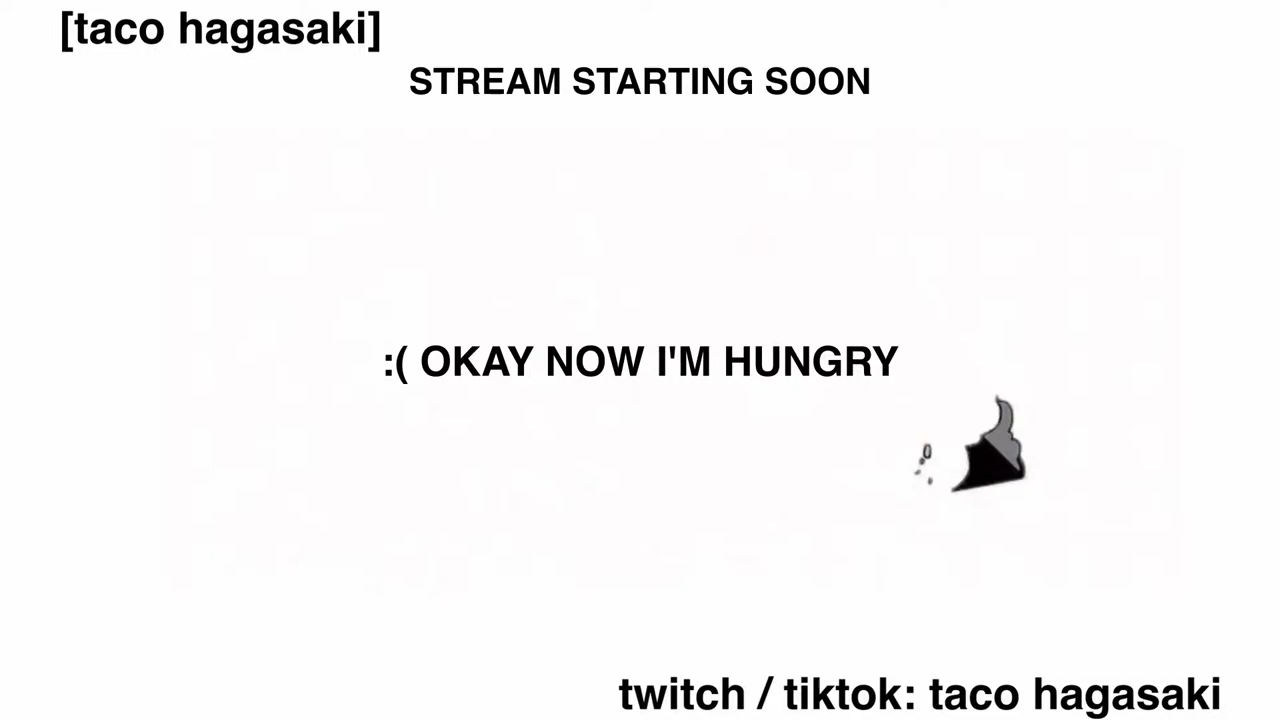 [taco hagasaki]
STREAM STARTING SOON
:( OKAY NOW I'M HUNGRY
twitch / tiktok: taco hagasaki